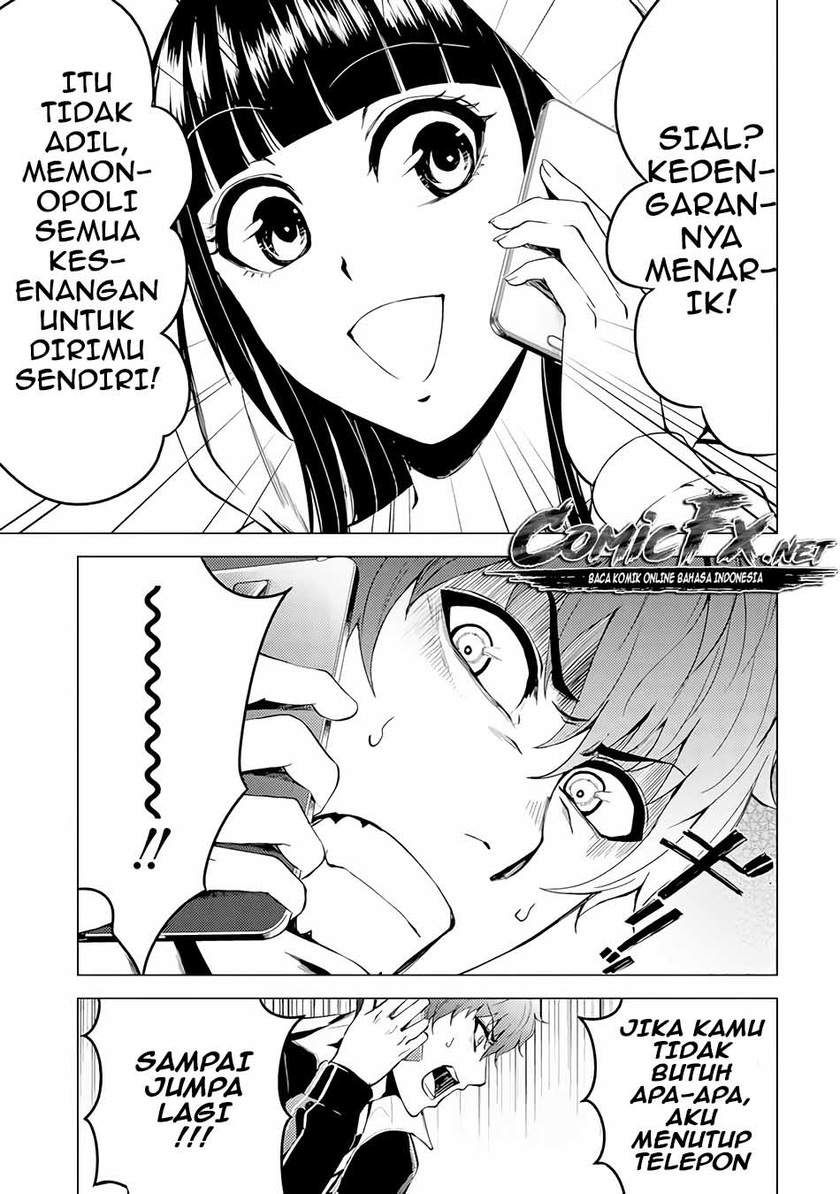 SIAL?
KEDEN-
GARAN-
NYA
MENAR-
IK!
ITU
TIDAK
ADIL,
MEMON-
OPOLI
SEMUA
KES-
ENANGAN
UNTUK
DIRIMU
SENDIRI!
COMICFX.NET
BACA KOMIK ONLINE BAHASA INDONESIA
!!
JIKA KAMU
TIDAK
BUTUH
APA-APA,
AKU
MENUTUP
TELEPON
SAMPAI
JUMPA
LAGI
!!!